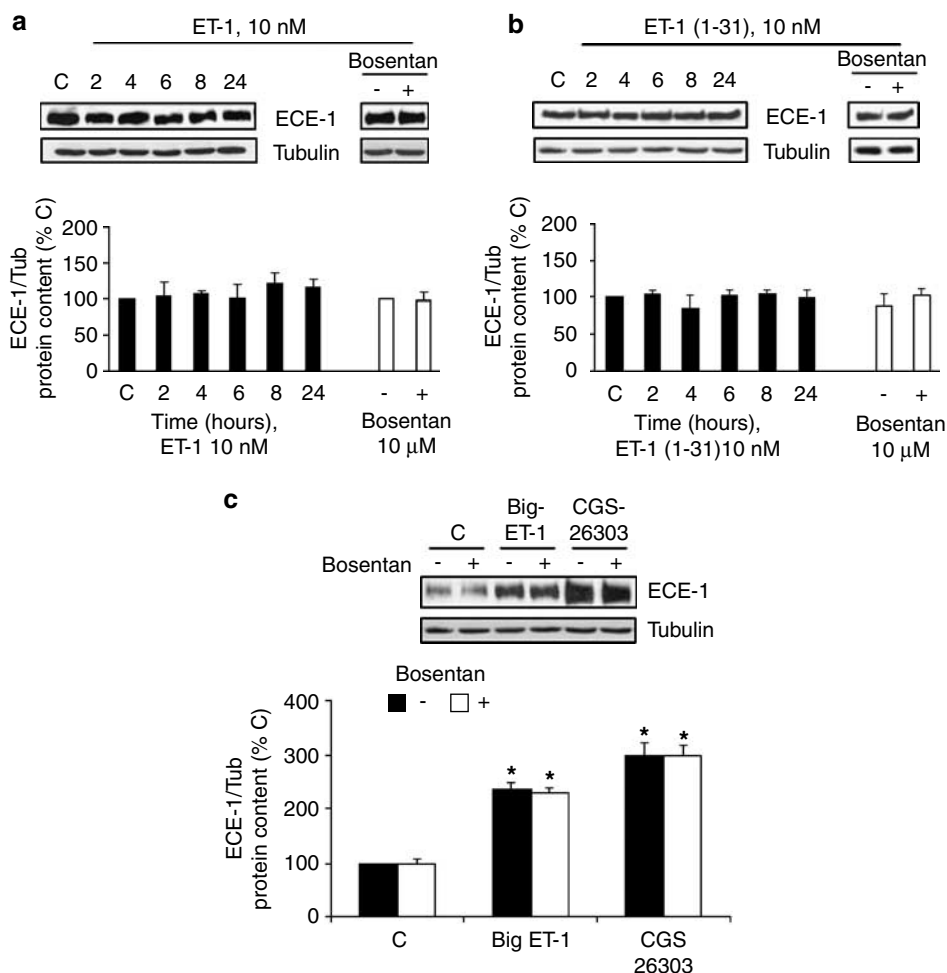 a
ET-1, 10 nM
Bosentan
C 2 4 6 8 24 - +
ECE-1
Tubulin
ECE-1/Tub
protein content (% C)
200
150
100
50
0
C 2 4 6 8 24 - +
Time (hours),
ET-1 10 nM
Bosentan
10 μM
b
ET-1 (1-31), 10 nM
Bosentan
C 2 4 6 8 24 - +
ECE-1
Tubulin
ECE-1/Tub
protein content (% C)
200
150
100
50
0
C 2 4 6 8 24 - +
Time (hours),
ET-1 (1-31)10 nM
Bosentan
10 μM
c
C
Big-
ET-1
CGS-
26303
Bosentan - + - + - +
ECE-1
Tubulin
Bosentan
- +
ECE-1/Tub
protein content (% C)
400
300
200
100
0
* * * *
C Big ET-1 CGS
26303